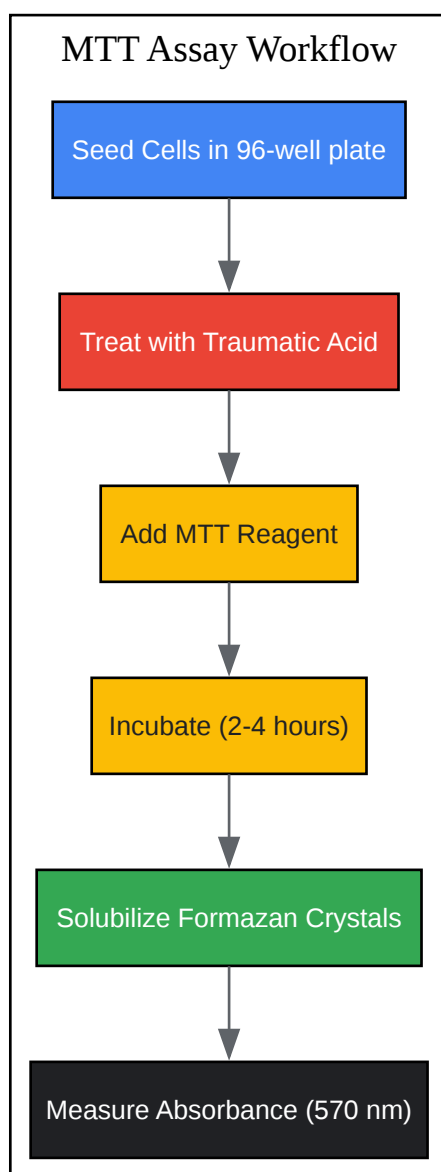 MTT Assay Workflow
Seed Cells in 96-well plate
Treat with Traumatic Acid
Add MTT Reagent
Incubate (2-4 hours)
Solubilize Formazan Crystals
Measure Absorbance (570 nm)